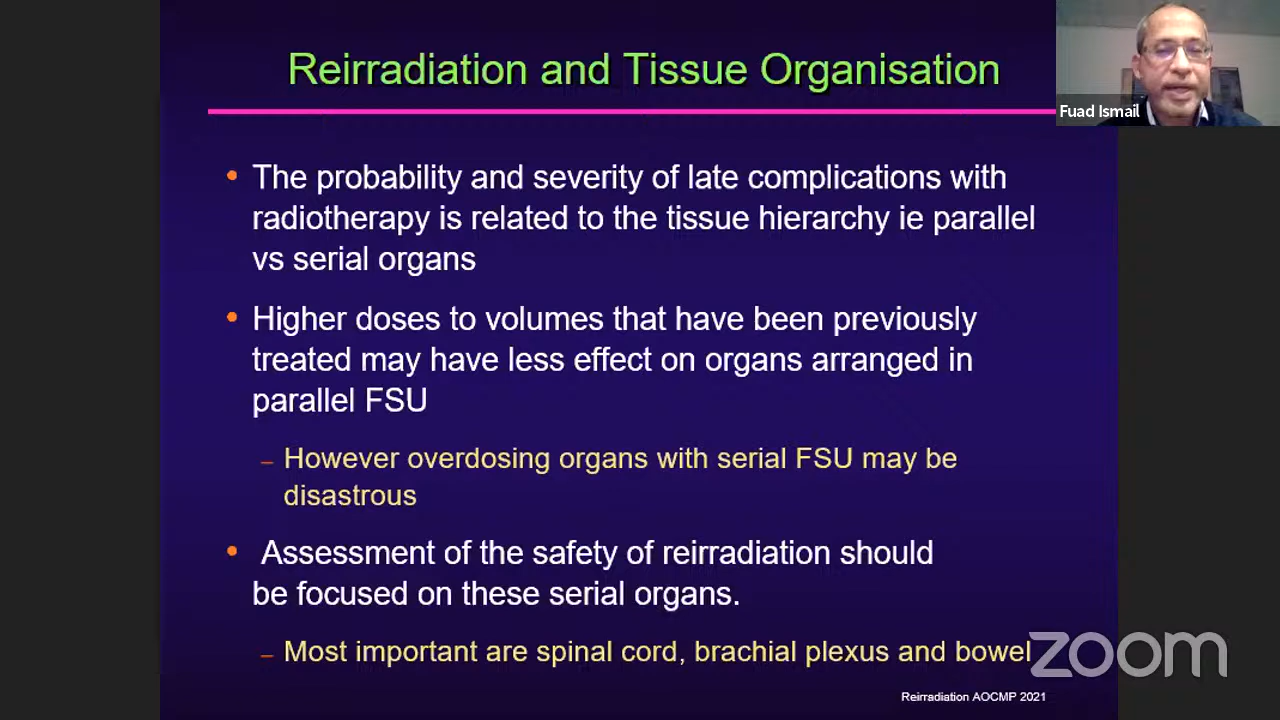 Reirradiation and Tissue Organisation
Fuad Ismail
• The probability and severity of late complications with
radiotherapy is related to the tissue hierarchy ie parallel
vs serial organs
• Higher doses to volumes that have been previously
treated may have less effect on organs arranged in
parallel FSU
– However overdosing organs with serial FSU may be
disastrous
• Assessment of the safety of reirradiation should
be focused on these serial organs.
– Most important are spinal cord, brachial plexus and bowel
zoom
Reirradiation AOCMP 2021